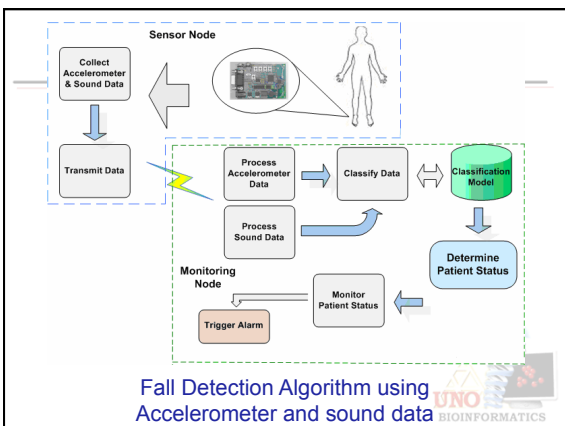 Sensor Node
Collect
Accelerometer
& Sound Data
Transmit Data
Process
Accelerometer
Data
Classify Data
Classification
Model
Process
Sound Data
Determine
Patient Status
Monitoring
Node
Monitor
Patient Status
Trigger Alarm
Fall Detection Algorithm using
Accelerometer and sound data
UNO
BIOINFORMATICS